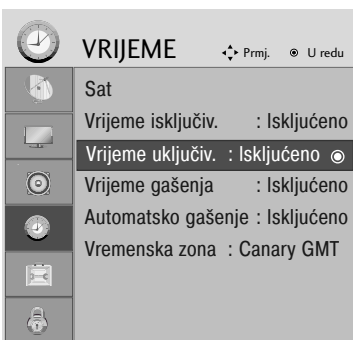 VRIJEME Prmj. U redu
Sat
Vrijeme isključiv. : Isključeno
Vrijeme uključiv. : Isključeno
Vrijeme gašenja : Isključeno
Automatsko gašenje : Isključeno
Vremenska zona : Canary GMT